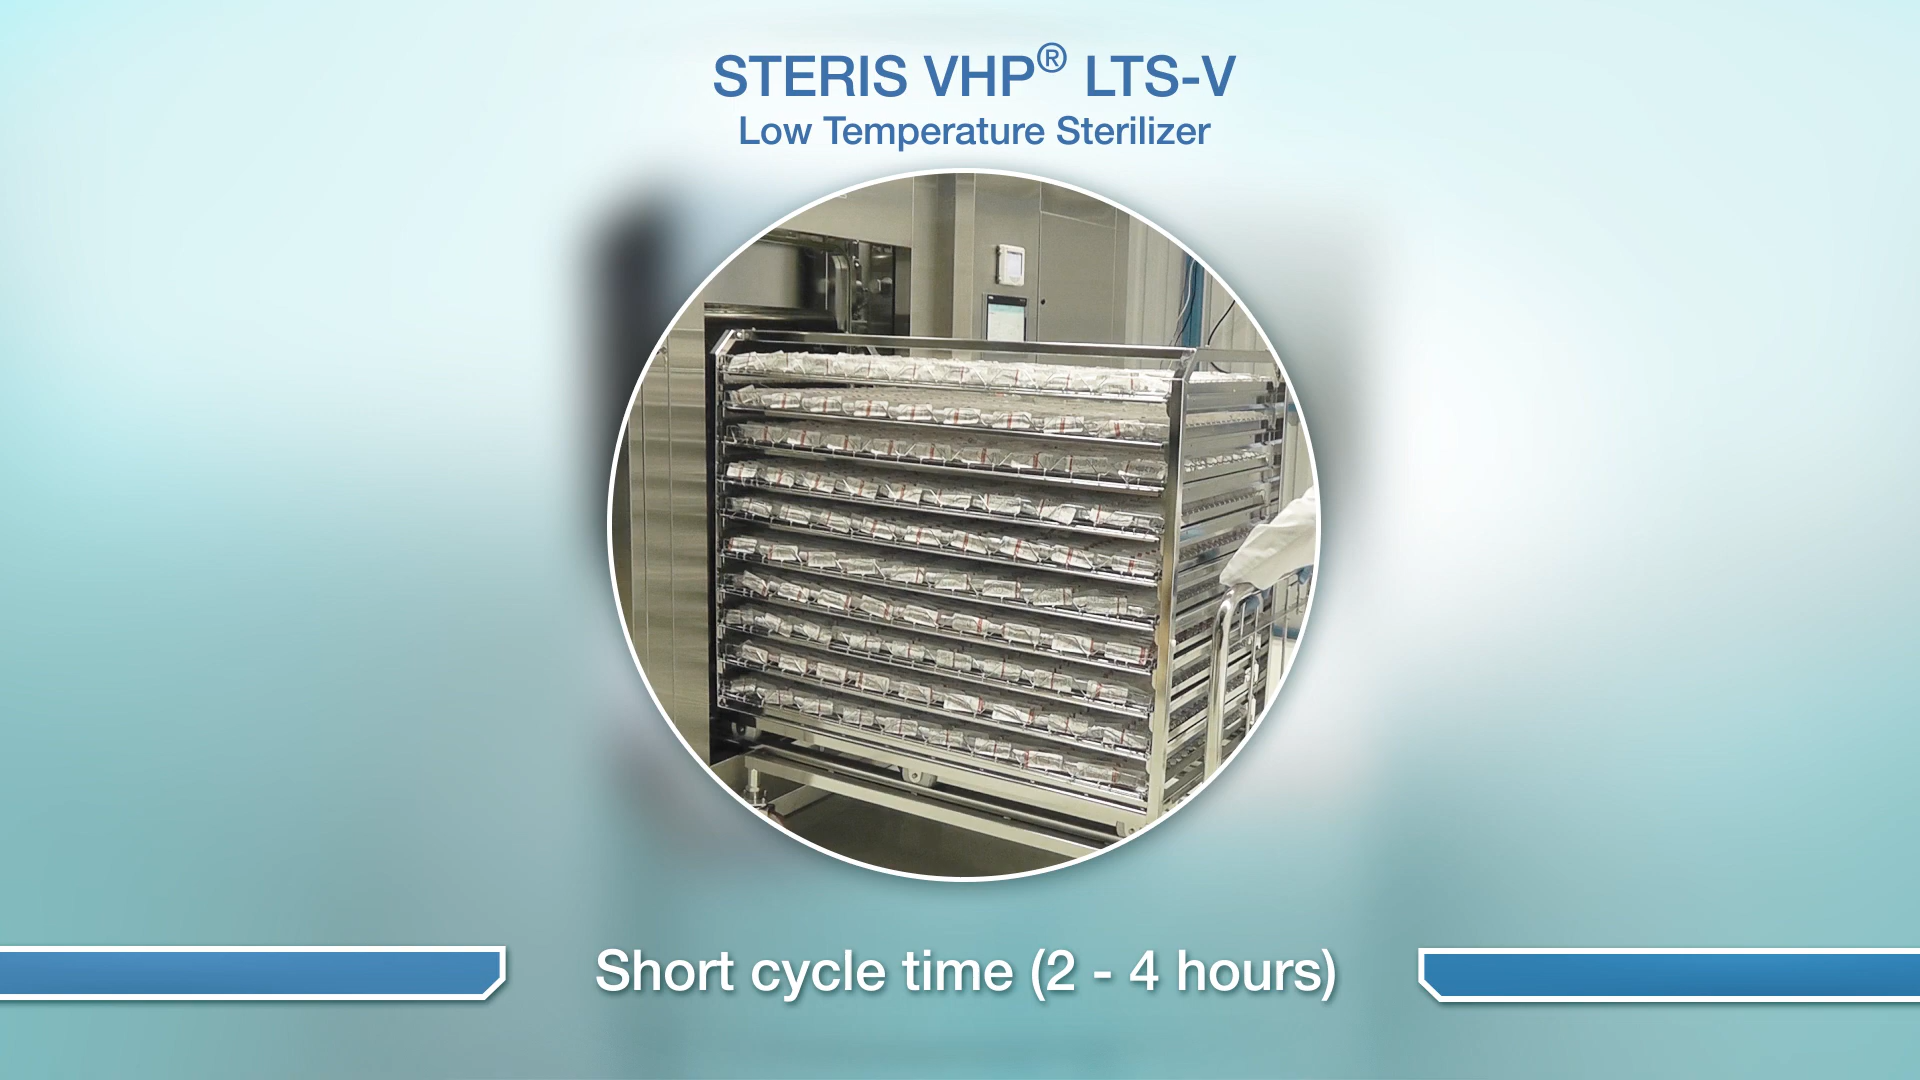 STERIS VHP® LTS-V
Low Temperature Sterilizer
Short cycle time (2 - 4 hours)